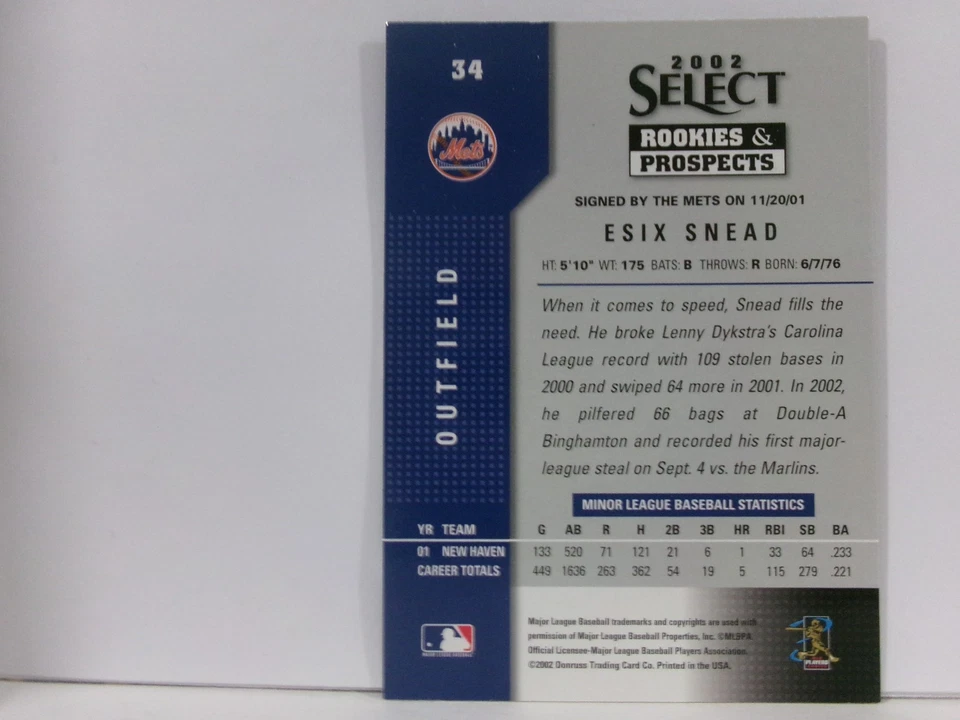 34
Mets
OUTFIELD
2002
SELECT
ROOKIES &
PROSPECTS
SIGNED BY THE METS ON 11/20/01
ESIX SNEAD
HT: 5'10" WT: 175 BATS: B THROWS: R BORN: 6/7/76
When it comes to speed, Snead fills the
need. He broke Lenny Dykstra's Carolina
League record with 109 stolen bases in
2000 and swiped 64 more in 2001. In 2002,
he pilfered 66 bags at Double-A
Binghamton and recorded his first major-
league steal on Sept. 4 vs. the Marlins.
MINOR LEAGUE BASEBALL STATISTICS
YR TEAM G AB R H 2B 3B HR RBI SB BA
01 NEW HAVEN 133 520 71 121 21 6 1 33 64 .233
CAREER TOTALS 449 1636 263 362 54 19 5 115 279 .221
Major League Baseball trademarks and copyrights are used with
permission of Major League Baseball Properties, Inc. ©MLBPA
Official Licensee-Major League Baseball Players Association.
©2002 Donruss Trading Card Co. Printed in the USA.
PLAYERS